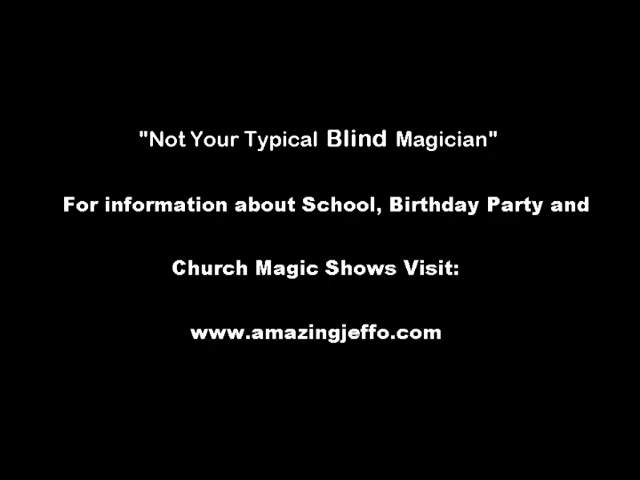 "Not Your Typical Blind Magician"
For information about School, Birthday Party and
Church Magic Shows Visit:
www.amazingjeffo.com